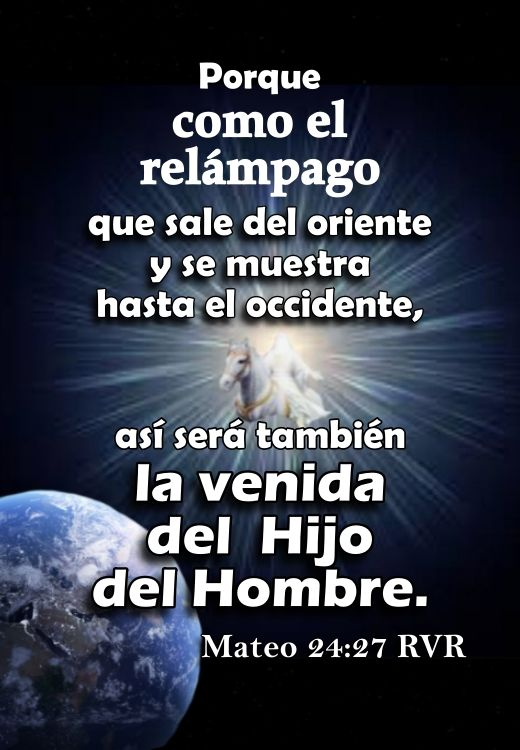 Porque
como el
relámpago
que sale del oriente
y se muestra
hasta el occidente,
así será también
la venida
del Hijo
del Hombre.
Mateo 24:27 RVR